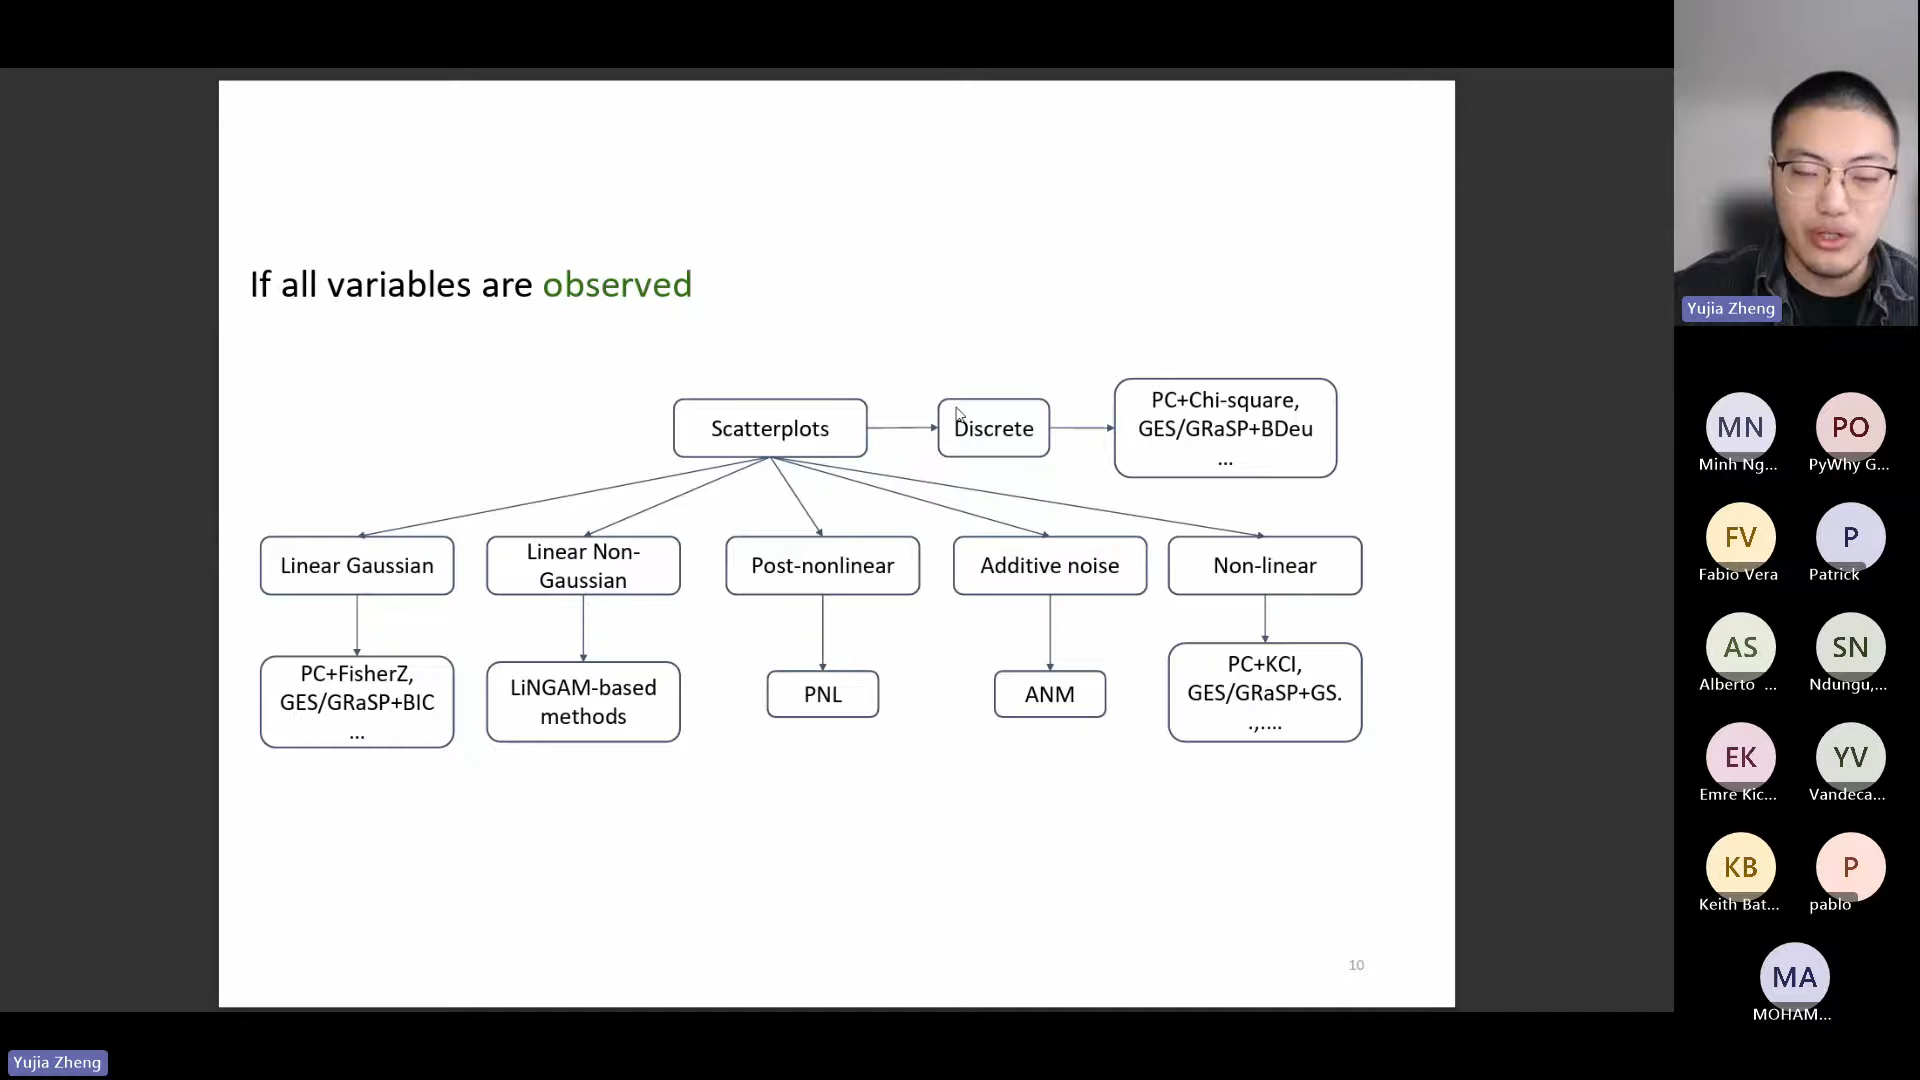 If all variables are observed
Scatterplots
Discrete
PC+Chi-square,
GES/GRaSP+BDeu
...
Linear Gaussian
Linear Non-
Gaussian
Post-nonlinear
Additive noise
Non-linear
PC+FisherZ,
GES/GRaSP+BIC
...
LiNGAM-based
methods
PNL
ANM
PC+KCI,
GES/GRaSP+GS.
.,....
10
Yujia Zheng
MN
Minh Ng...
PO
PyWhy G...
FV
Fabio Vera
P
Patrick
AS
Alberto ...
SN
Ndungu,...
EK
Emre Kic...
YV
Vandeca...
KB
Keith Bat...
P
pablo
MA
MOHAM...
Yujia Zheng